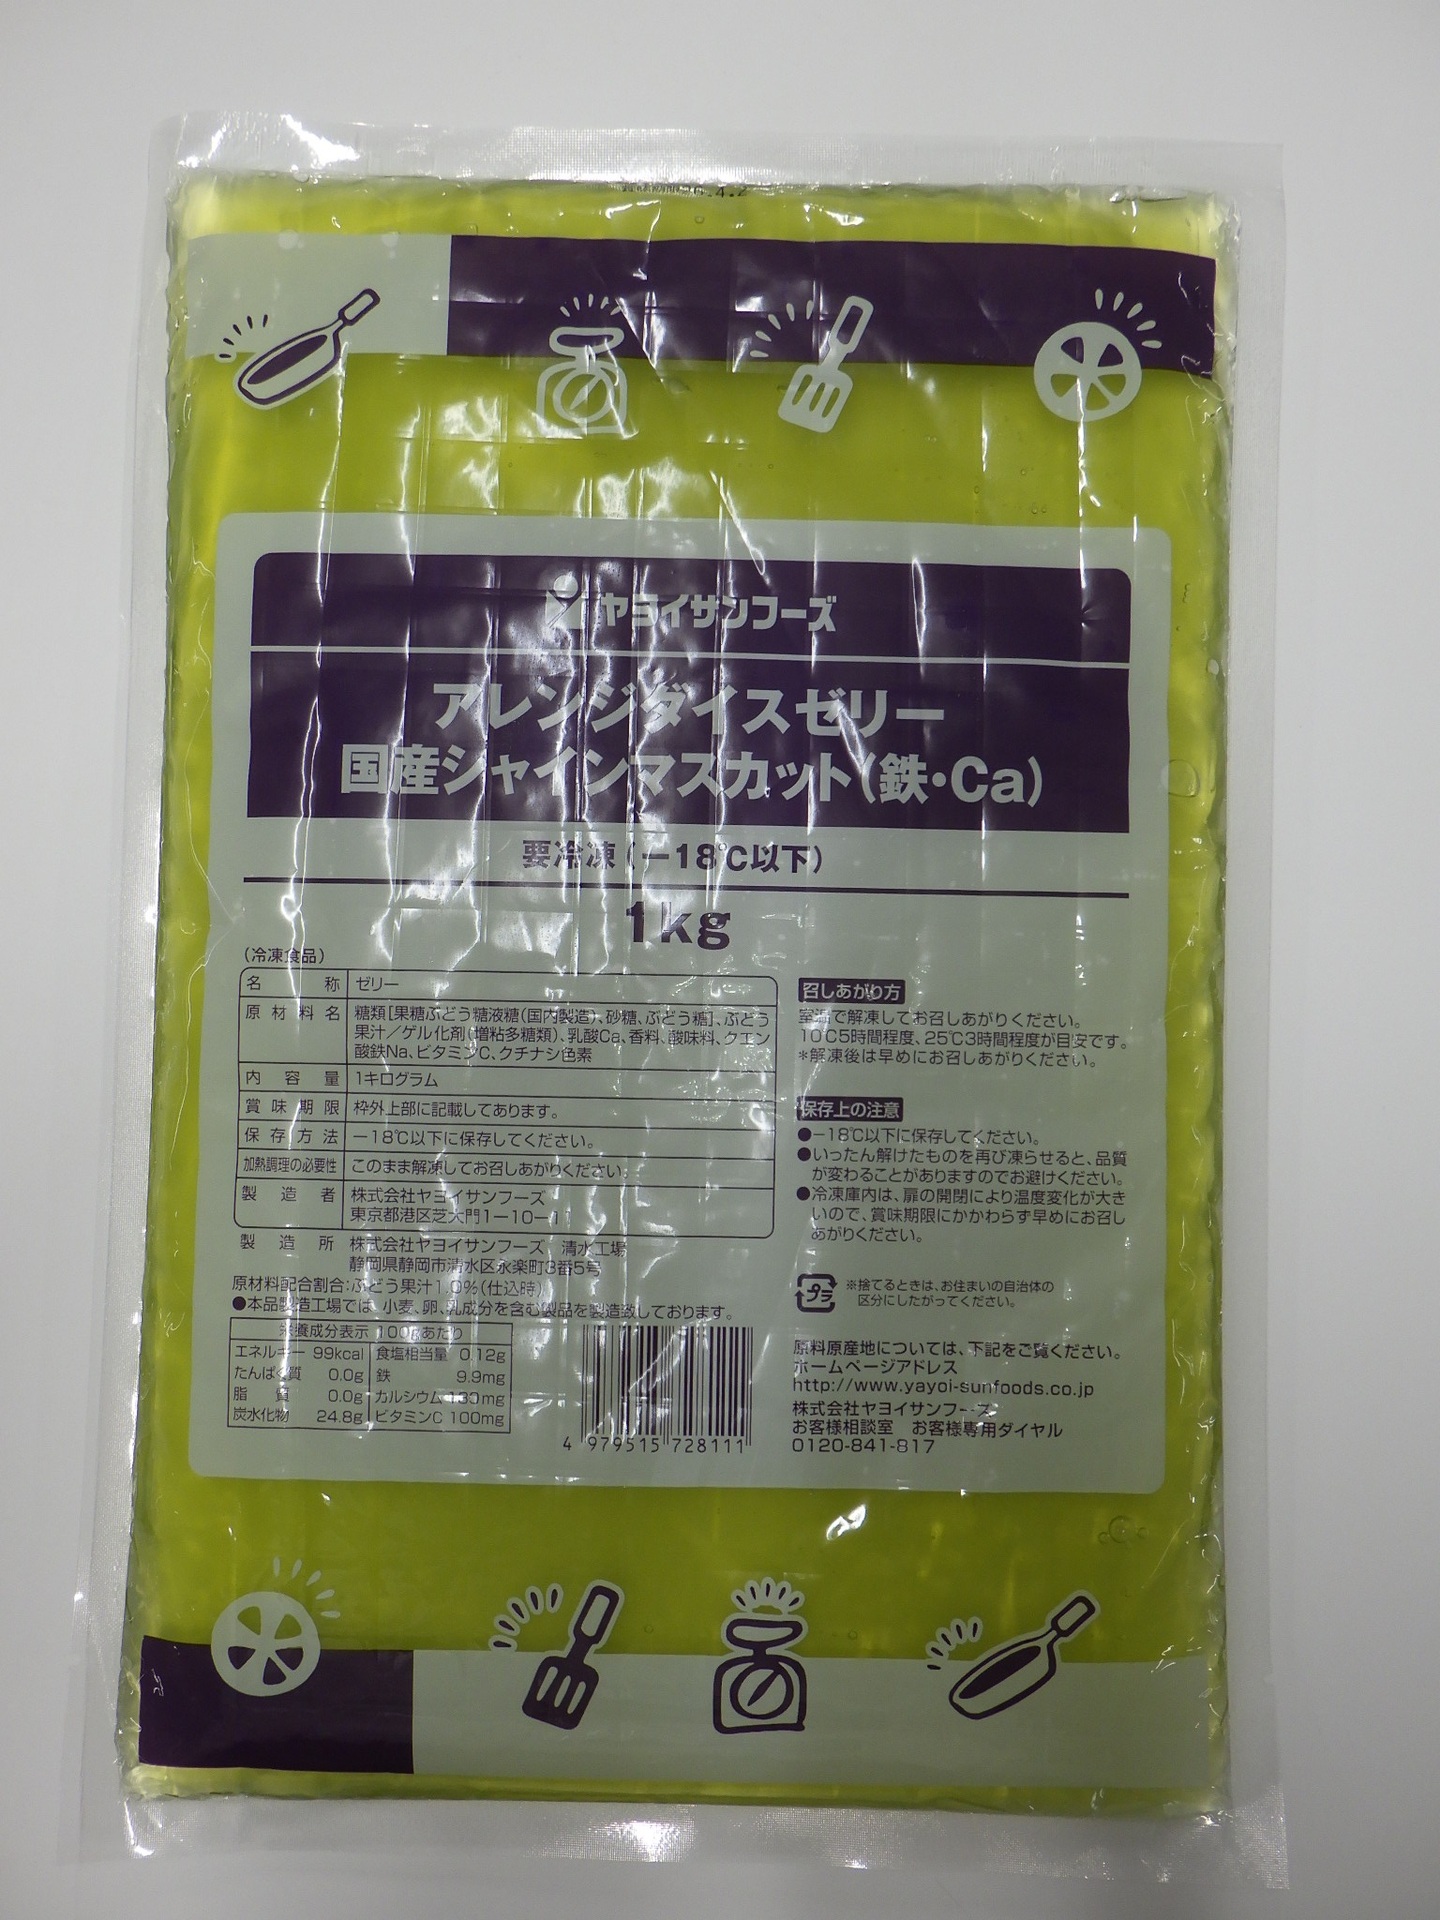 ヤヨイサンフーズ
アレンジダイスゼリー
国産シャインマスカット(鉄・Ca)
要冷凍(-18℃以下)
1kg
(冷凍食品)
名称 ゼリー
原材料名 糖類[果糖ぶどう糖液糖(国内製造)、砂糖、ぶどう糖]、ぶどう
果汁/ゲル化剤(増粘多糖類)、乳酸Ca、香料、酸味料、クエン
酸鉄Na、ビタミンC、クチナシ色素
内容量 1キログラム
賞味期限 枠外上部に記載してあります。
保存方法 -18℃以下に保存してください。
加熱調理の必要性 このまま解凍してお召しあがりください。
製造者 株式会社ヤヨイサンフーズ
東京都港区芝大門1-10-11
製造所 株式会社ヤヨイサンフーズ 清水工場
静岡県静岡市清水区永楽町3番5号
原材料配合割合:ぶどう果汁1.0%(仕込時)
●本品製造工場では、小麦、卵、乳成分を含む製品を製造致しております。
栄養成分表示 100gあたり
エネルギー 99kcal 食塩相当量 0.12g
たんぱく質 0.0g 鉄 9.9mg
脂質 0.0g カルシウム 130mg
炭水化物 24.8g ビタミンC 100mg
4 979515 728111
召しあがり方
室温で解凍してお召しあがりください。
10℃5時間程度、25℃3時間程度が目安です。
*解凍後は早めにお召しあがりください。
保存上の注意
●-18℃以下に保存してください。
●いったん解けたものを再び凍らせると、品質
が変わることがありますのでお避けください。
●冷凍庫内は、扉の開閉により温度変化が大き
いので、賞味期限にかかわらず早めにお召し
あがりください。
プラ
※捨てるときは、お住まいの自治体の
区分にしたがってください。
原料原産地については、下記をご覧ください。
ホームページアドレス
http://www.yayoi-sunfoods.co.jp
株式会社ヤヨイサンフーズ
お客様相談室 お客様専用ダイヤル
0120-841-817